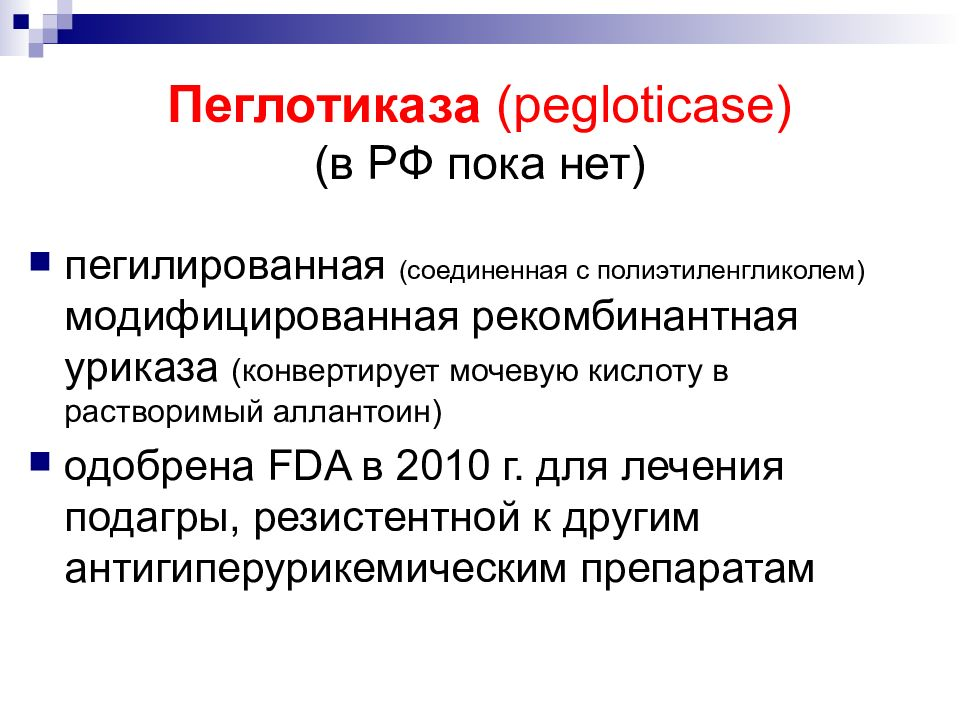 Пеглотиказа (pegloticase)
(в РФ пока нет)
пегилированная (соединенная с полиэтиленгликолем)
модифицированная рекомбинантная
уриказа (конвертирует мочевую кислоту в
растворимый аллантоин)
одобрена FDA в 2010 г. для лечения
подагры, резистентной к другим
антигиперурикемическим препаратам